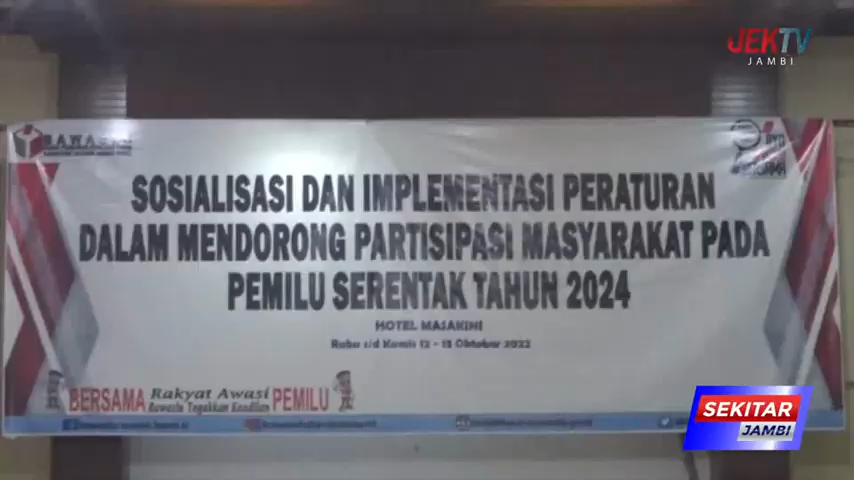 JEKTV
JAMBI
BAWASLU
SOSIALISASI DAN IMPLEMENTASI PERATURAN
DALAM MENDORONG PARTISIPASI MASYARAKAT PADA
PEMILU SERENTAK TAHUN 2024
HOTEL MASAKINI
Rabu s/d Kamis 12 - 13 Oktober 2022
BERSAMA Rakyat Awasi PEMILU
Bawaslu Tegakkan Keadilan
SEKITAR
JAMBI